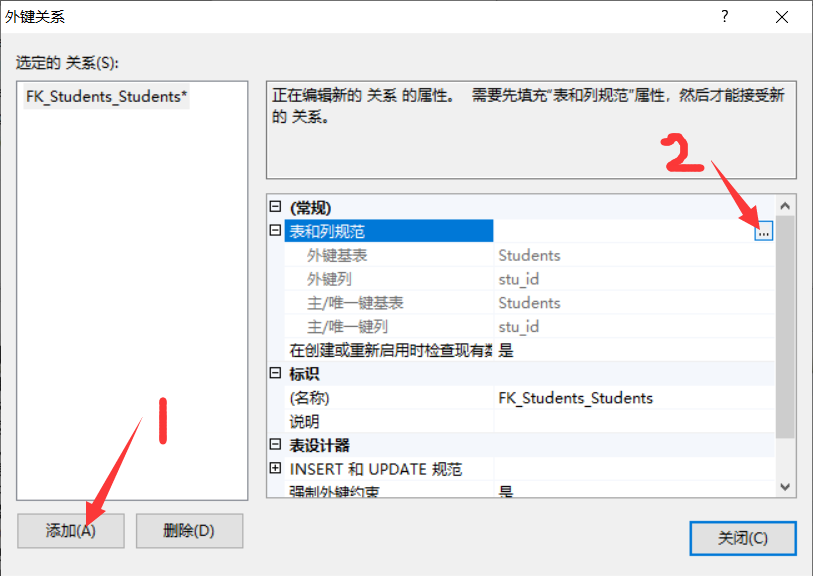 外键关系
?
选定的 关系(S):
FK_Students_Students*
正在编辑新的 关系 的属性。 需要先填充“表和列规范”属性，然后才能接受新
的 关系。
2
(常规)
表和列规范
...
外键基表 Students
外键列 stu_id
主/唯一键基表 Students
主/唯一键列 stu_id
在创建或重新启用时检查现有数 是
标识
(名称) FK_Students_Students
说明
表设计器
INSERT 和 UPDATE 规范
强制外键约束 是
1
添加(A)
删除(D)
关闭(C)